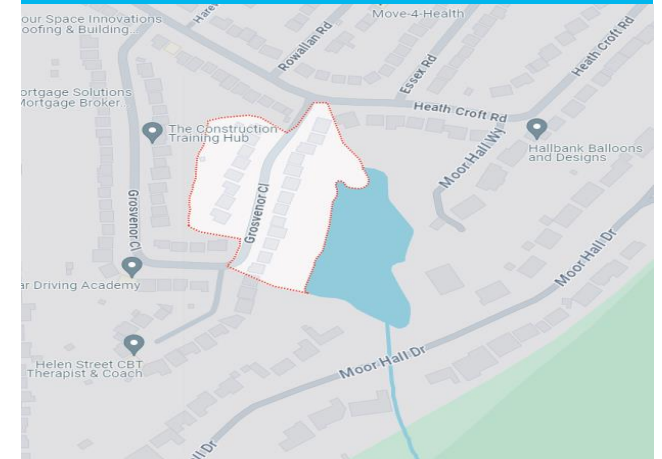 our Space Innovations
oofing & Building...
Move-4-Health
Rowallan Rd
Essex Rd
Heath Croft Rd
ortgage Solutions
Mortgage Broker..
Heath Croft Rd
The Construction
Training Hub
Hallbank Balloons
and Designs
Moor Hall Wy
Grosvenor Cl
Grosvenor Cl
Moor Hall Dr
ar Driving Academy
Helen Street CBT
Therapist & Coach
Moor Hall Dr
ll Dr